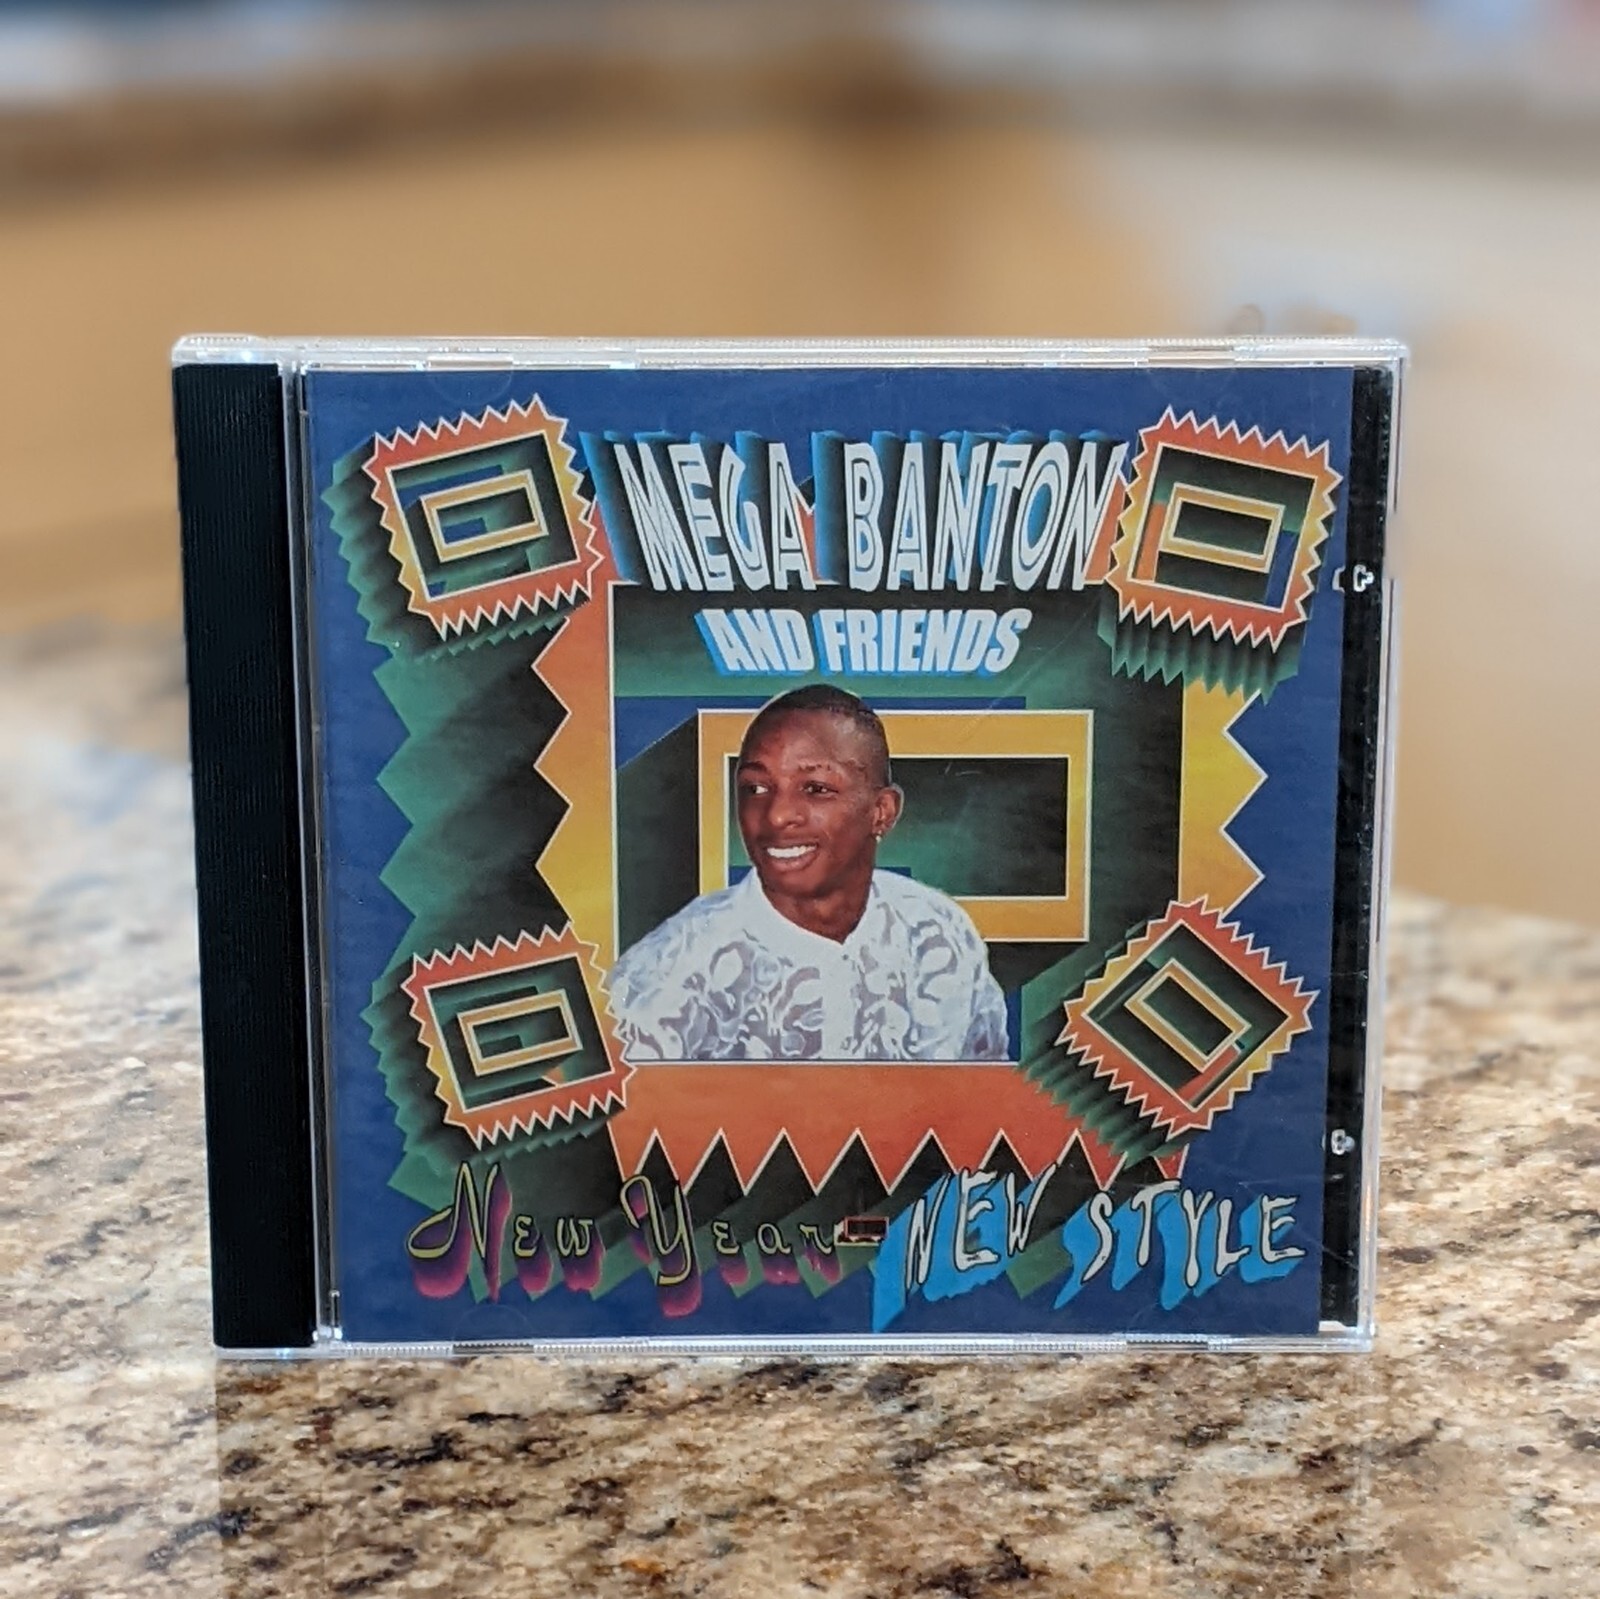 MEGA BANTON
AND FRIENDS
New Year - NEW STYLE